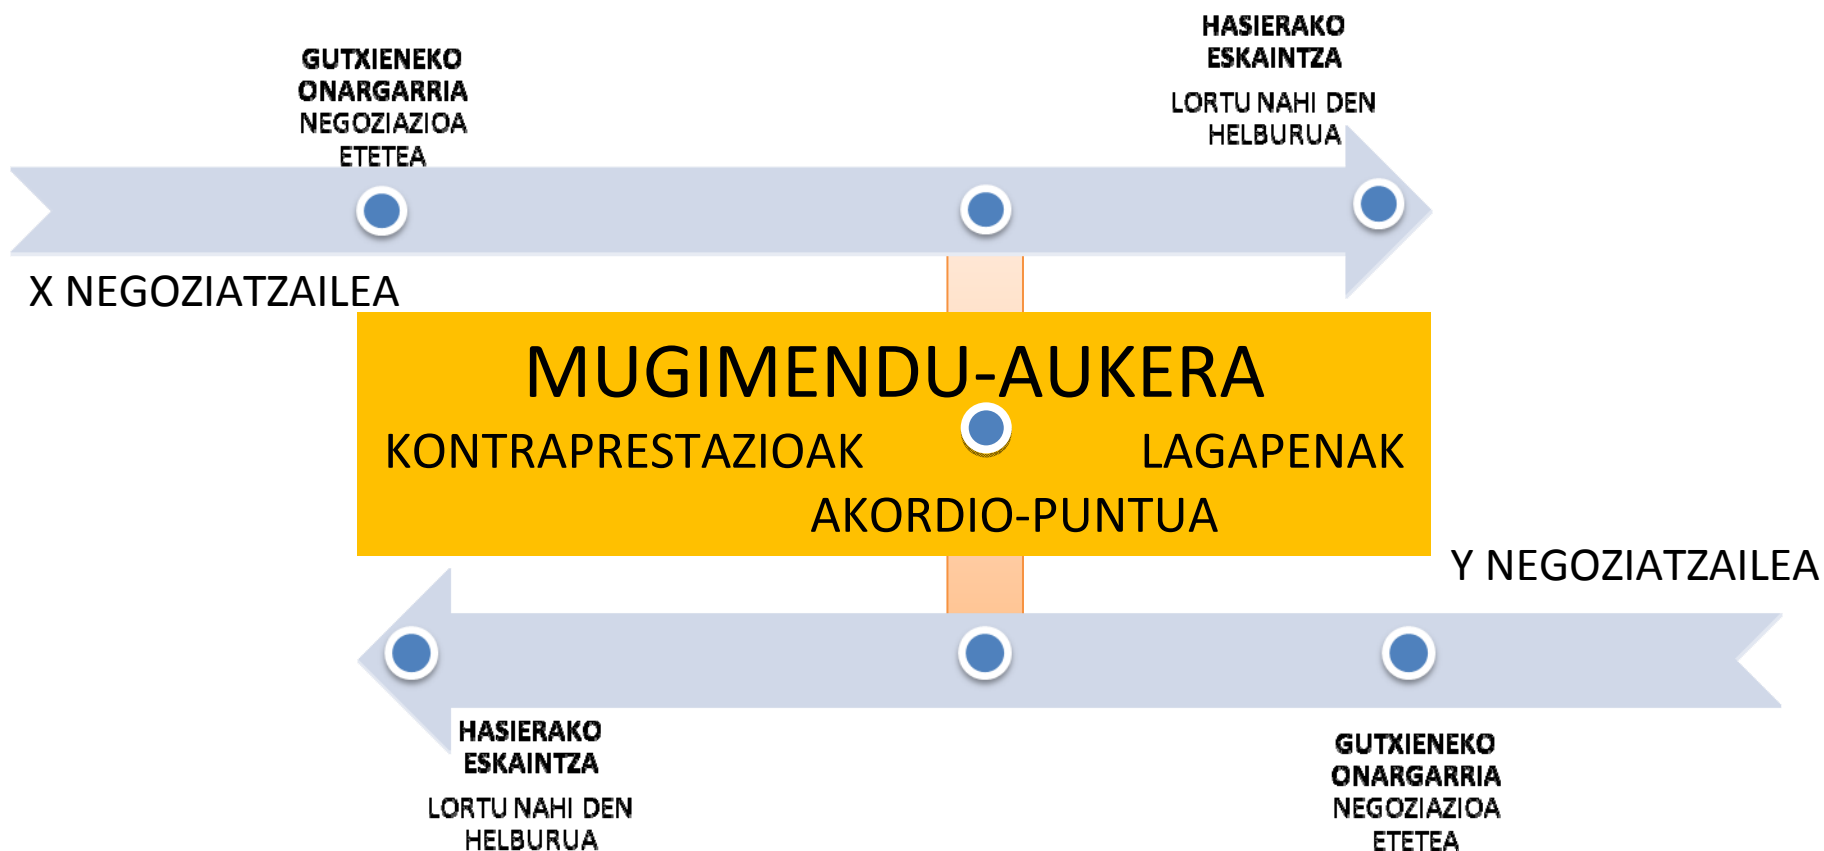 GUTXIENEKO
ONARGARRIA
NEGOZIAZIOA
ETETEA
HASIERAKO
ESKAINTZA
LORTU NAHI DEN
HELBURUA
X NEGOZIATZAILEA
MUGIMENDU-AUKERA
KONTRAPRESTAZIOAK
LAGAPENAK
AKORDIO-PUNTUA
Y NEGOZIATZAILEA
HASIERAKO
ESKAINTZA
LORTU NAHI DEN
HELBURUA
GUTXIENEKO
ONARGARRIA
NEGOZIAZIOA
ETETEA